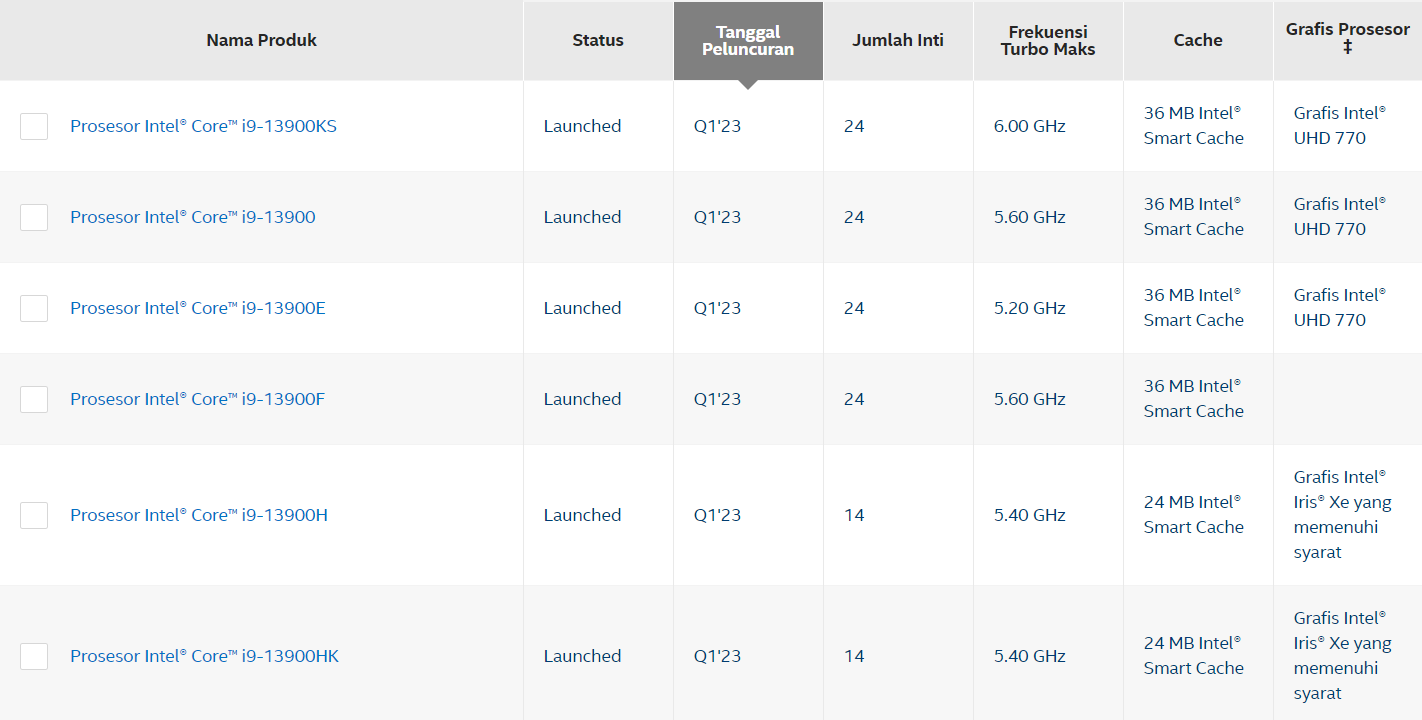 Nama Produk
Status
Tanggal
Peluncuran
Jumlah Inti
Frekuensi
Turbo Maks
Cache
Grafis Prosesor
‡
Prosesor Intel® Core™ i9-13900KS
Launched
Q1'23
24
6.00 GHz
36 MB Intel®
Smart Cache
Grafis Intel®
UHD 770
Prosesor Intel® Core™ i9-13900
Launched
Q1'23
24
5.60 GHz
36 MB Intel®
Smart Cache
Grafis Intel®
UHD 770
Prosesor Intel® Core™ i9-13900E
Launched
Q1'23
24
5.20 GHz
36 MB Intel®
Smart Cache
Grafis Intel®
UHD 770
Prosesor Intel® Core™ i9-13900F
Launched
Q1'23
24
5.60 GHz
36 MB Intel®
Smart Cache
Prosesor Intel® Core™ i9-13900H
Launched
Q1'23
14
5.40 GHz
24 MB Intel®
Smart Cache
Grafis Intel®
Iris® Xe yang
memenuhi
syarat
Prosesor Intel® Core™ i9-13900HK
Launched
Q1'23
14
5.40 GHz
24 MB Intel®
Smart Cache
Grafis Intel®
Iris® Xe yang
memenuhi
syarat